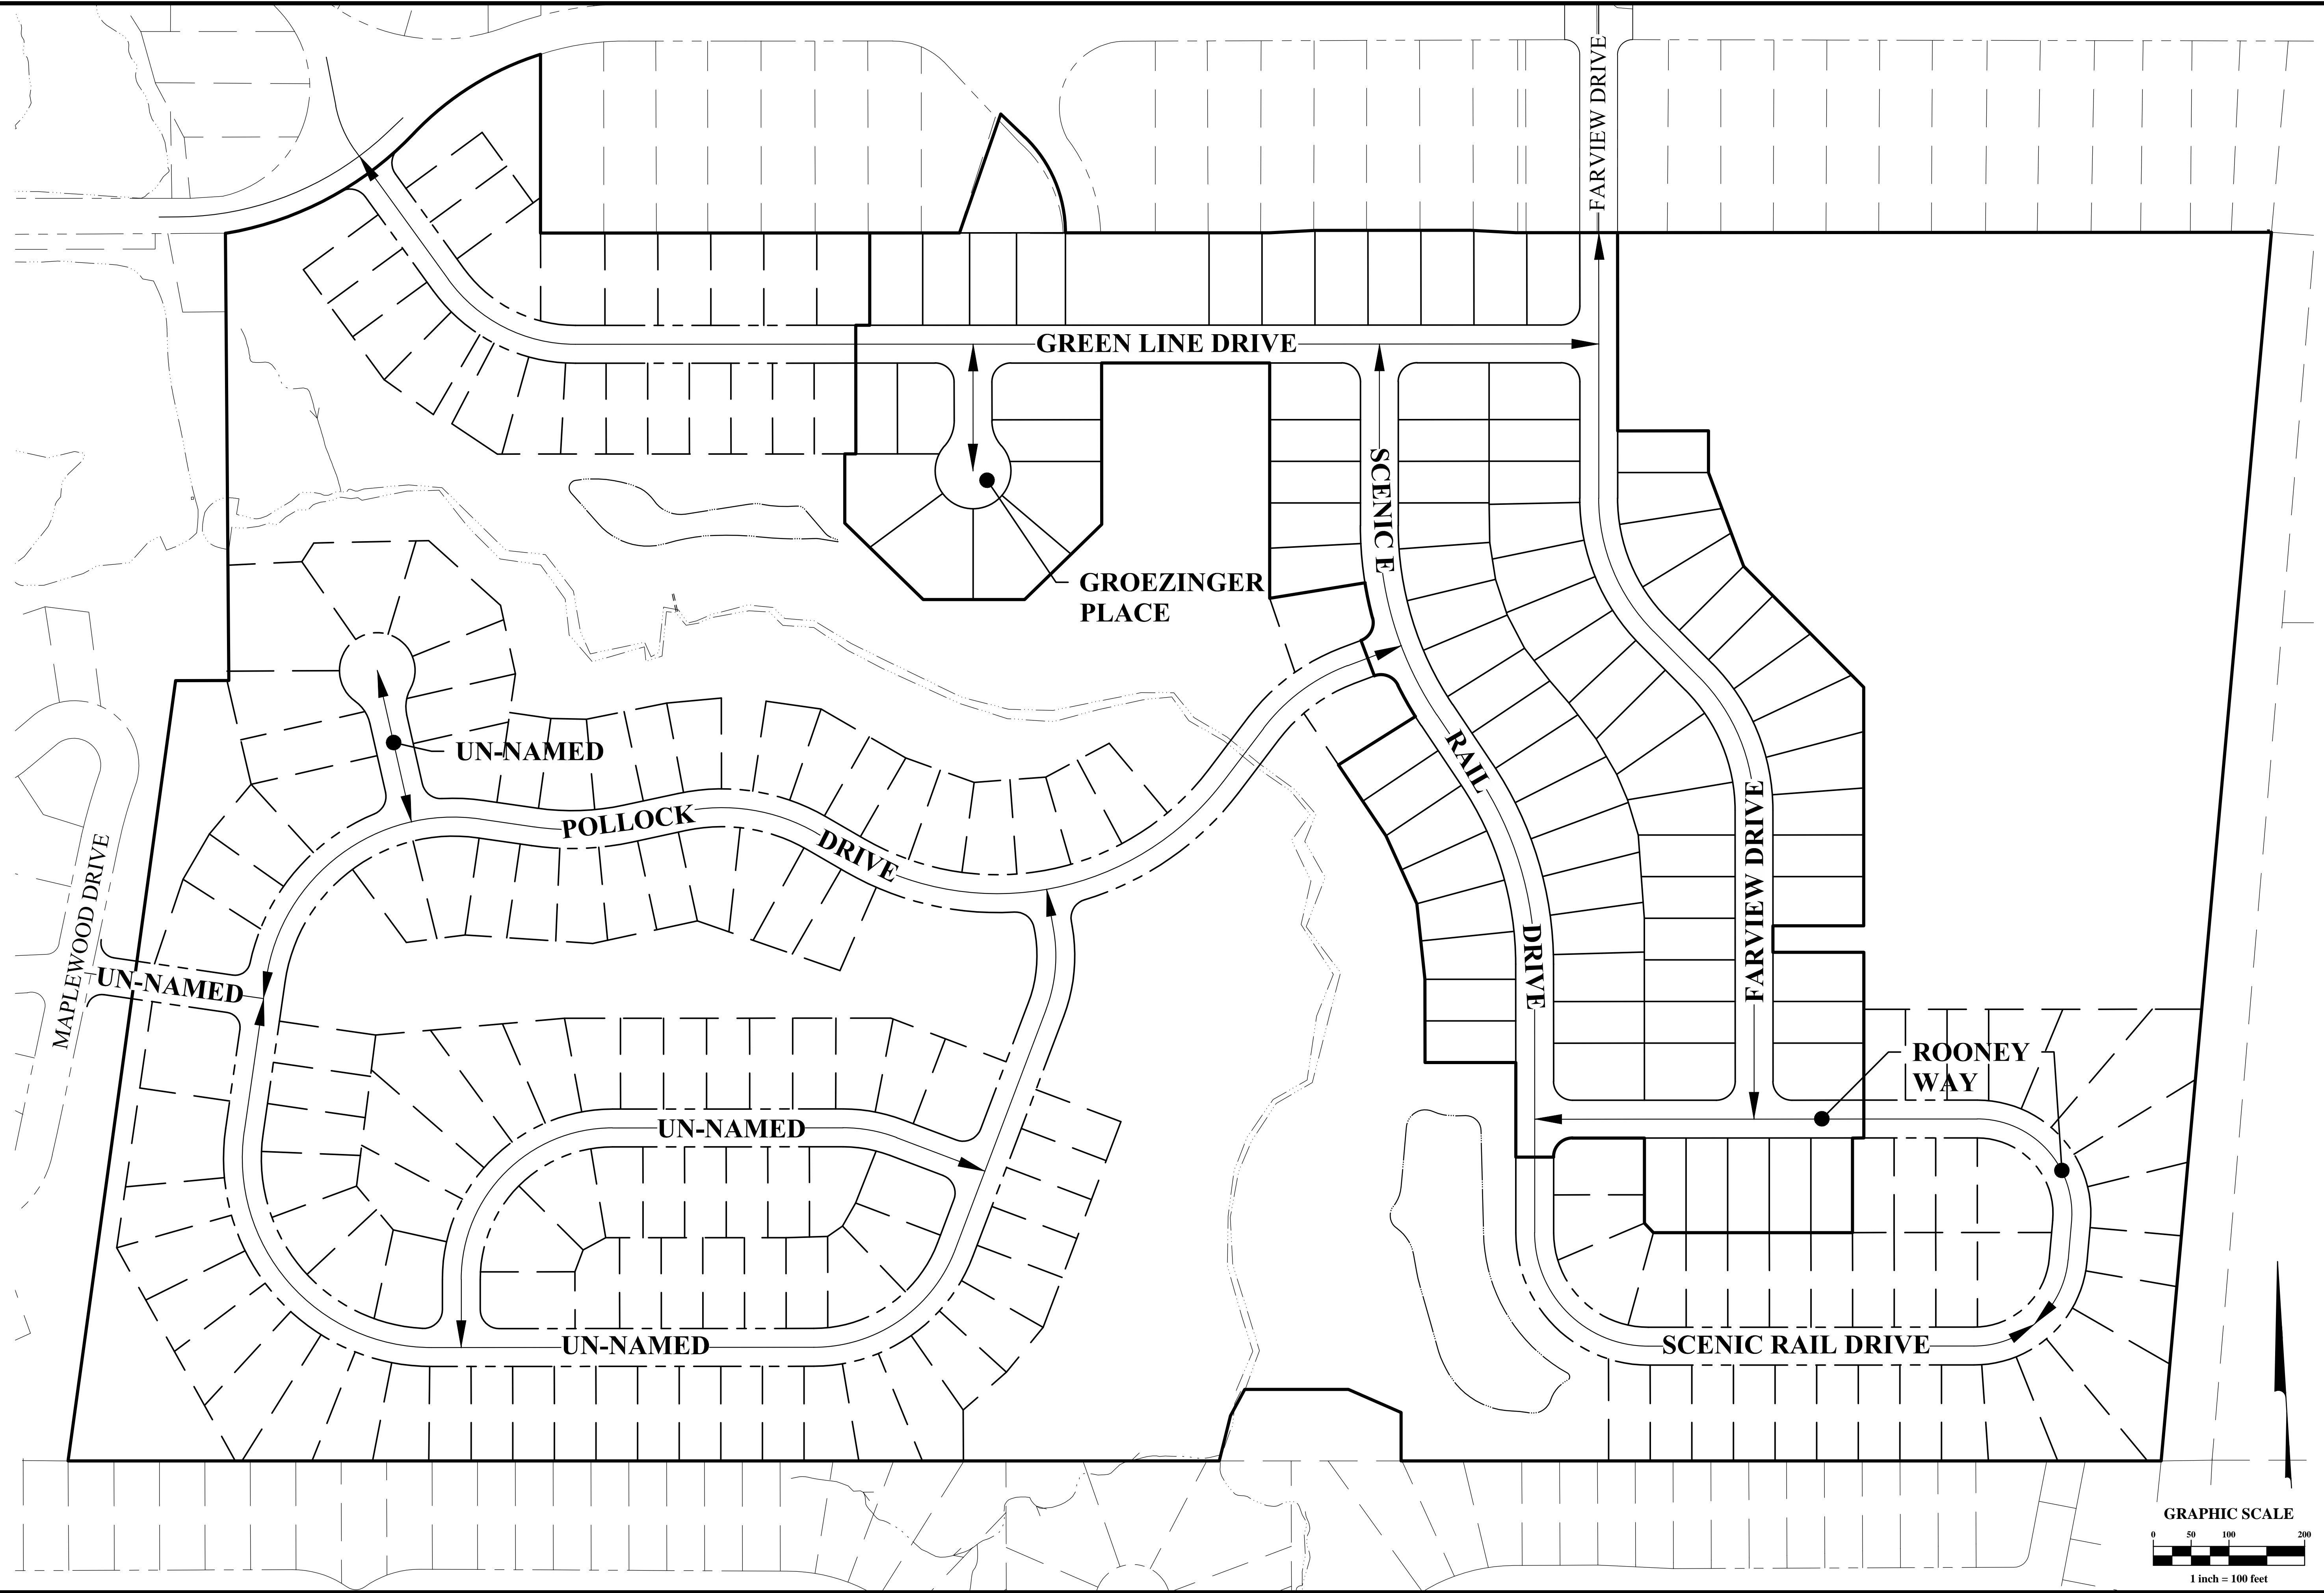 FARVIEW DRIVE
GREEN LINE DRIVE
SCENIC E
GROEZINGER
PLACE
UN-NAMED
RAIL
POLLOCK
DRIVE
FARVIEW DRIVE
MAPLEWOOD DRIVE
UN-NAMED
DRIVE
ROONEY
WAY
UN-NAMED
UN-NAMED
SCENIC RAIL DRIVE
GRAPHIC SCALE
0 50 100 200
1 inch = 100 feet